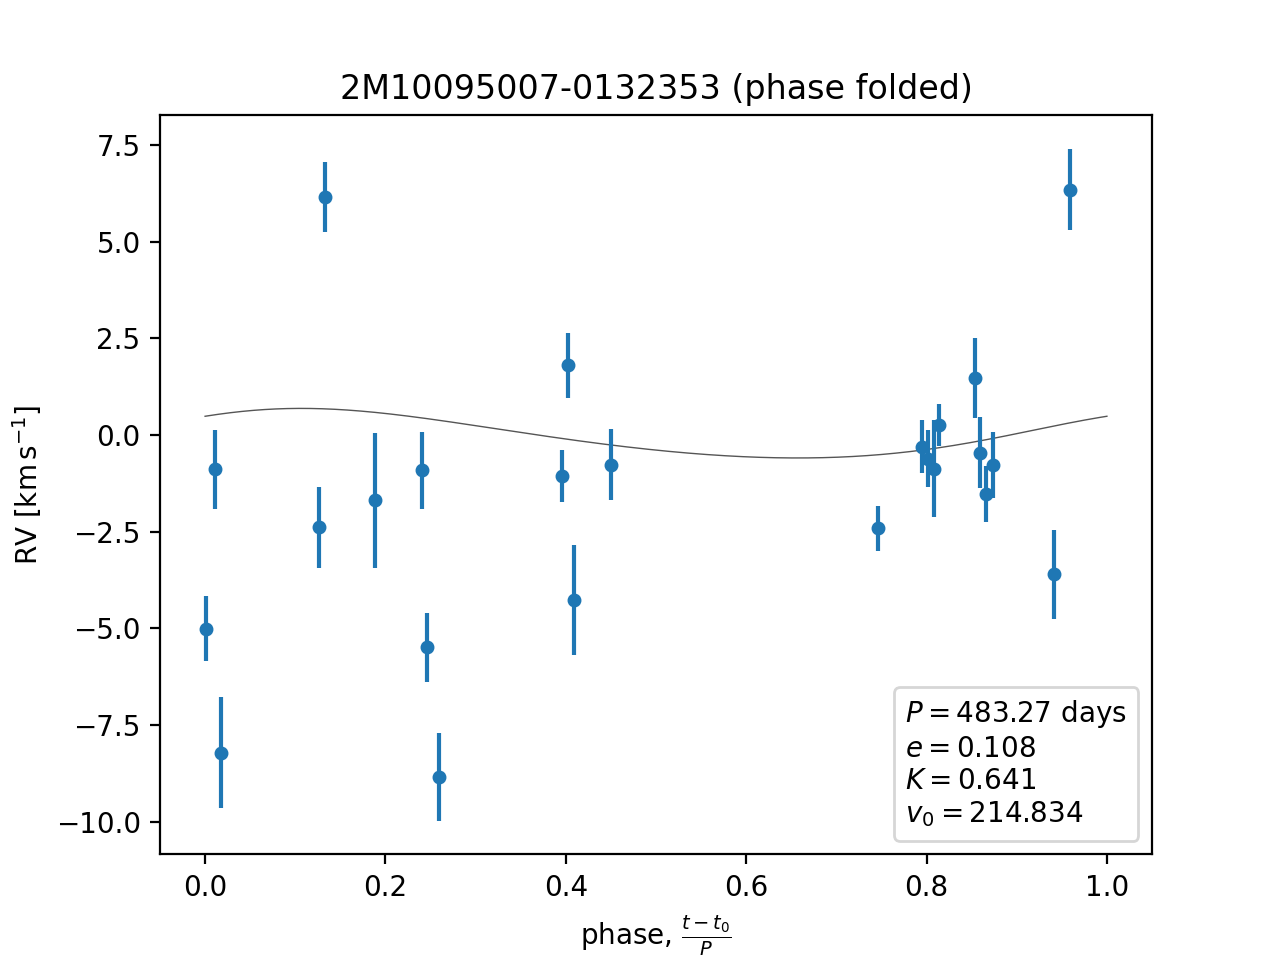 2M10095007-0132353 (phase folded)
7.5
5.0
2.5
0.0
−2.5
−5.0
−7.5
−10.0
RV [km s⁻¹]
P = 483.27 days
e = 0.108
K = 0.641
v₀ = 214.834
0.0 0.2 0.4 0.6 0.8 1.0
phase, (t − t₀)/P